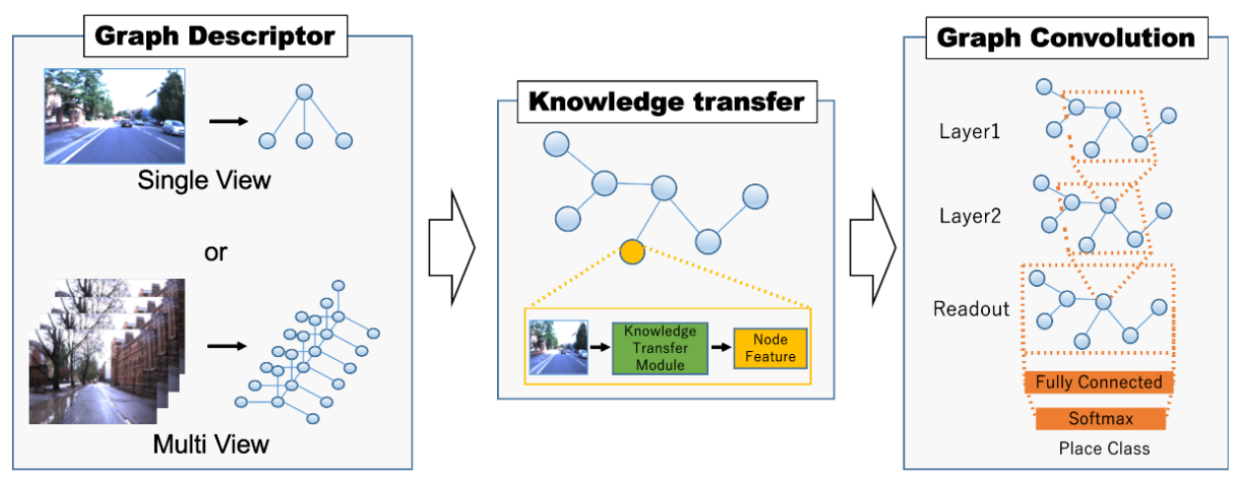 Graph Descriptor
Single View
or
Multi View
Knowledge transfer
Knowledge
Transfer
Module
Node
Feature
Graph Convolution
Layer1
Layer2
Readout
Fully Connected
Softmax
Place Class